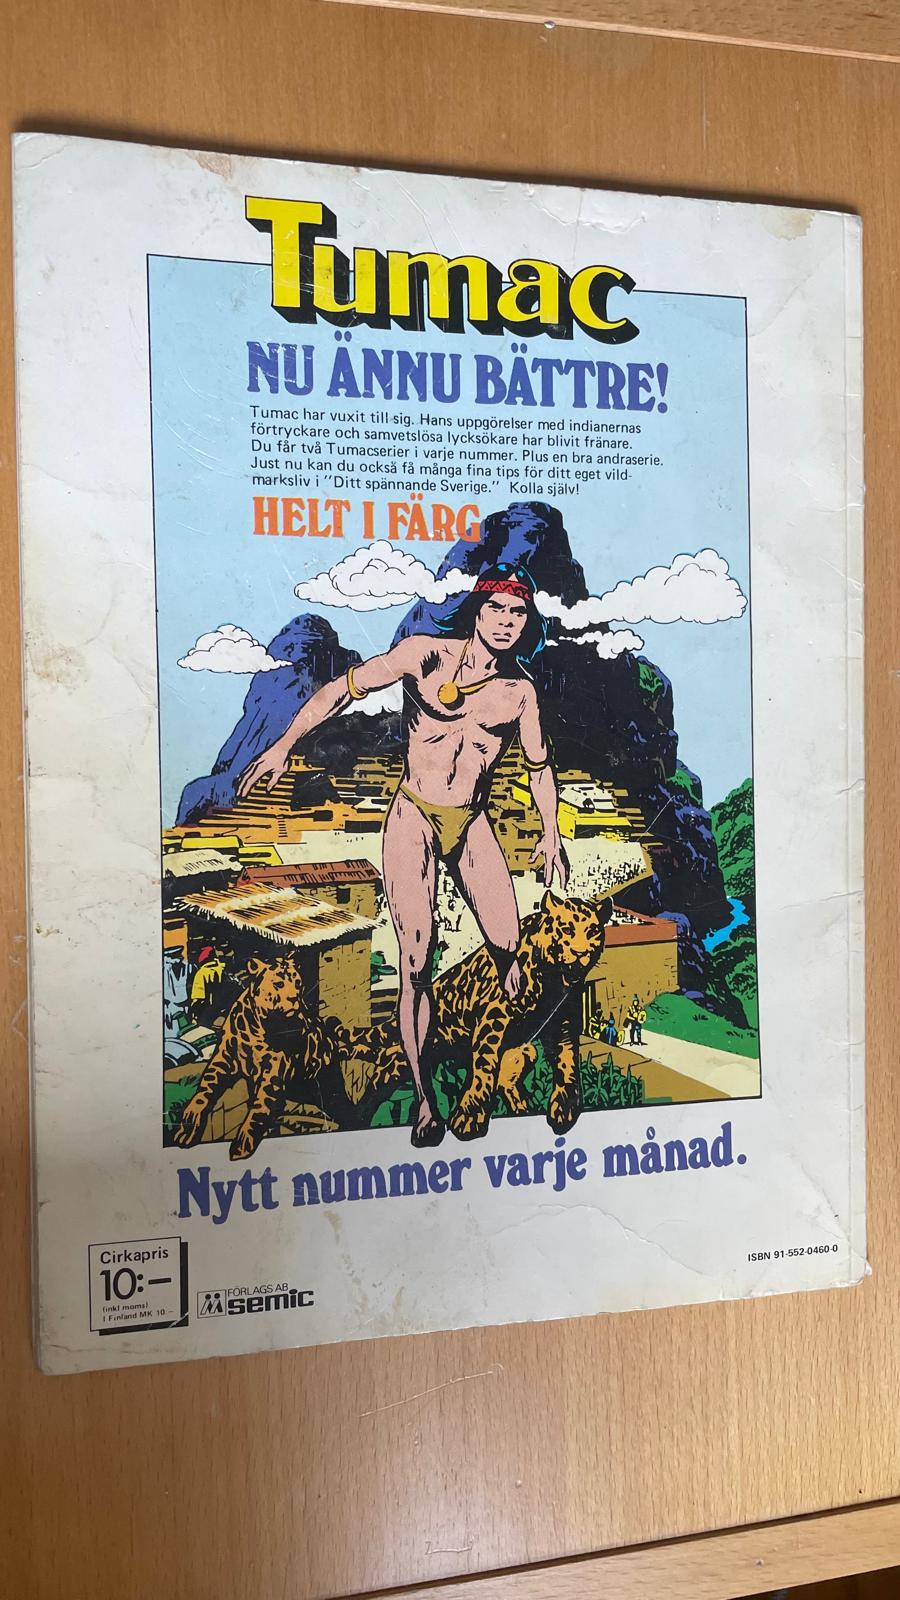 Tumac
NU ÄNNU BÄTTRE!
Tumac har vuxit till sig. Hans uppgörelser med indianernas
förtryckare och samvetslösa lycksökare har blivit fränare.
Du får två Tumacserier i varje nummer. Plus en bra andraserie.
Just nu kan du också få många fina tips för ditt eget vild-
marksliv i "Ditt spännande Sverige." Kolla själv!
HELT I FÄRG
Nytt nummer varje månad.
Cirkapris
10:—
(inkl moms)
I Finland MK 10:—
FÖRLAGS AB
semic
ISBN 91-552-0460-0